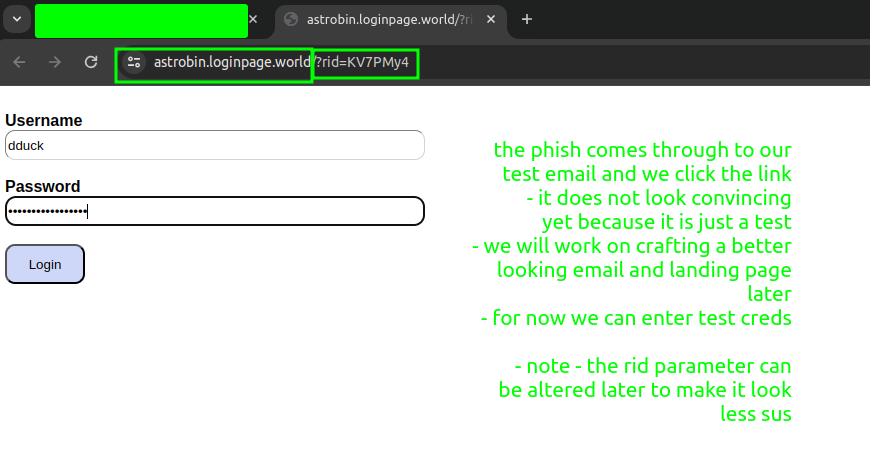 astrobin.loginpage.world/?ri
astrobin.loginpage.world/?rid=KV7PMy4
Username
dduck
Password
Login
the phish comes through to our
test email and we click the link
- it does not look convincing
yet because it is just a test
- we will work on crafting a better
looking email and landing page
later
- for now we can enter test creds
- note - the rid parameter can
be altered later to make it look
less sus